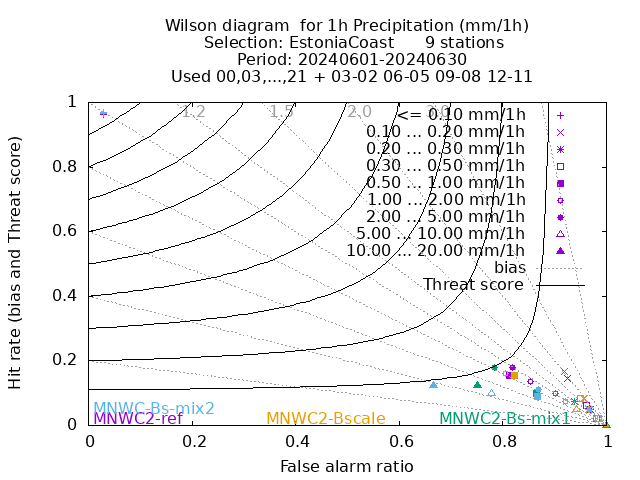 Wilson diagram  for 1h Precipitation (mm/1h)
Selection: EstoniaCoast      9 stations
Period: 20240601-20240630
Used 00,03,...,21 + 03-02 06-05 09-08 12-11
1.2 1.5 2.0 3.0
<= 0.10 mm/1h
0.10 ... 0.20 mm/1h
0.20 ... 0.30 mm/1h
0.30 ... 0.50 mm/1h
0.50 ... 1.00 mm/1h
1.00 ... 2.00 mm/1h
2.00 ... 5.00 mm/1h
5.00 ... 10.00 mm/1h
10.00 ... 20.00 mm/1h
bias
Threat score
Hit rate (bias and Threat score)
1
0.8
0.6
0.4
0.2
0
MNWC-Bs-mix2
MNWC2-ref MNWC2-Bscale MNWC2-Bs-mix1
0 0.2 0.4 0.6 0.8 1
False alarm ratio